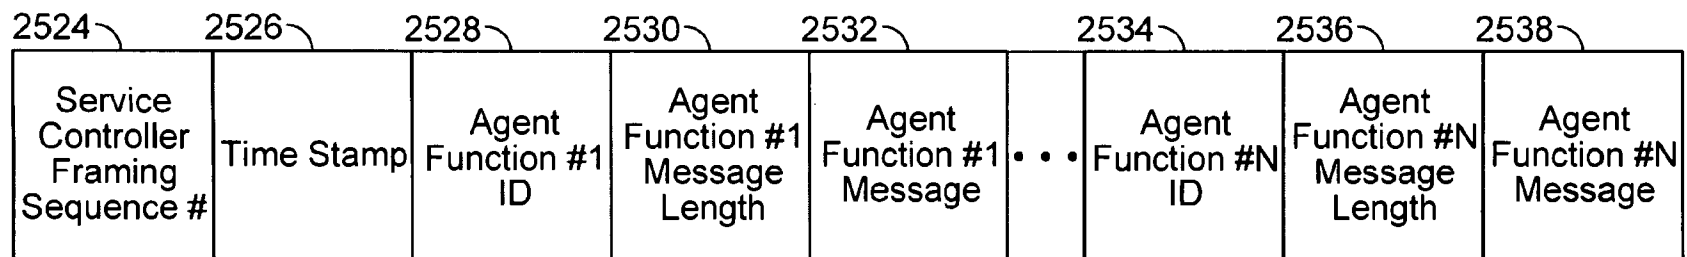 2524 2526 2528 2530 2532 2534 2536 2538
Service
Controller
Framing
Sequence #
Time Stamp
Agent
Function #1
ID
Agent
Function #1
Message
Length
Agent
Function #1
Message
• • •
Agent
Function #N
ID
Agent
Function #N
Message
Length
Agent
Function #N
Message